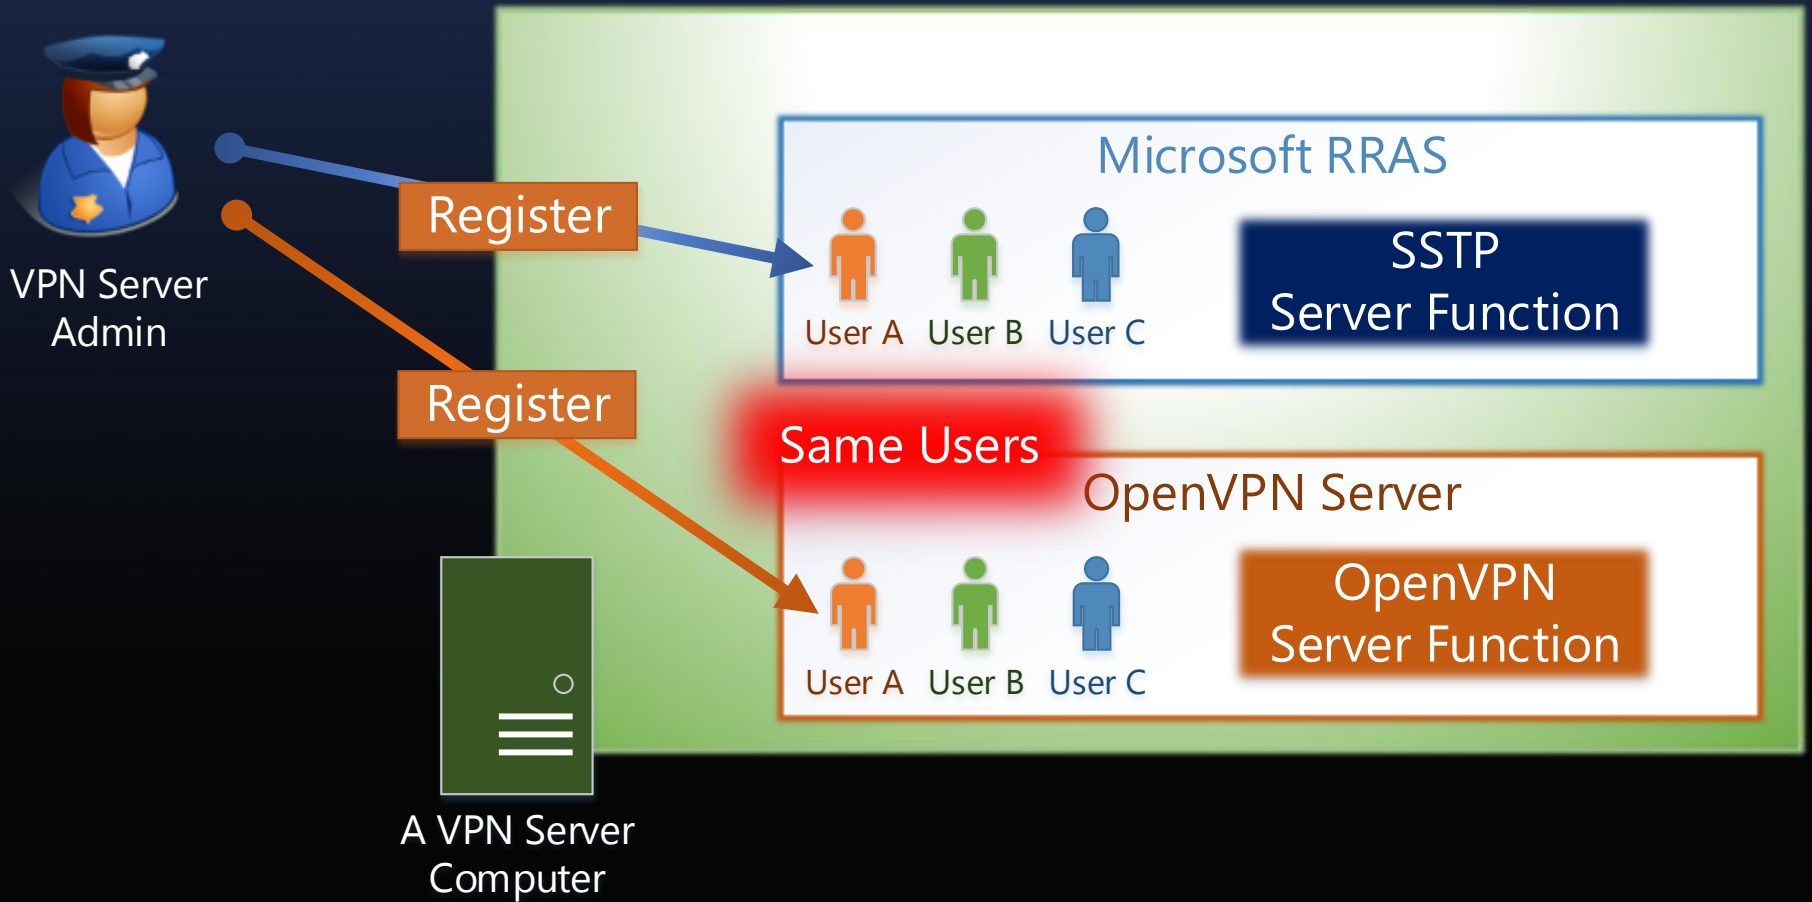 VPN Server
Admin
Register
Register
Microsoft RRAS
User A
User B
User C
SSTP
Server Function
Same Users
OpenVPN Server
User A
User B
User C
OpenVPN
Server Function
A VPN Server
Computer